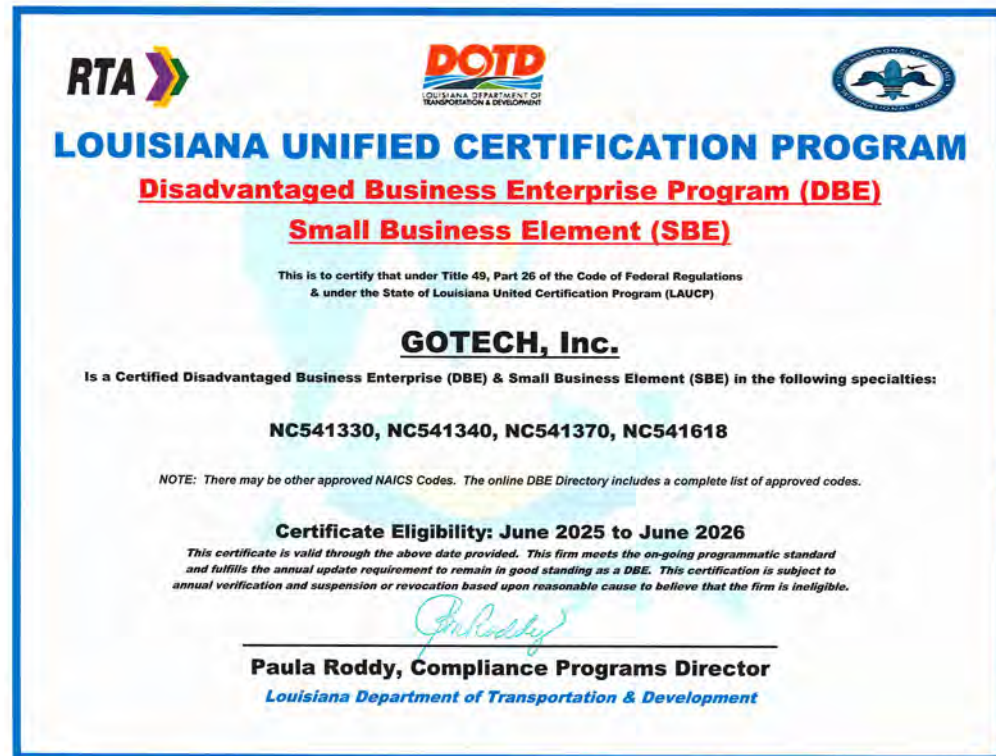 RTA
DOTD
LOUISIANA DEPARTMENT OF
TRANSPORTATION & DEVELOPMENT
LOUIS ARMSTRONG NEW ORLEANS
INTERNATIONAL AIRPORT
LOUISIANA UNIFIED CERTIFICATION PROGRAM
Disadvantaged Business Enterprise Program (DBE)
Small Business Element (SBE)
This is to certify that under Title 49, Part 26 of the Code of Federal Regulations
& under the State of Louisiana United Certification Program (LAUCP)
GOTECH, Inc.
Is a Certified Disadvantaged Business Enterprise (DBE) & Small Business Element (SBE) in the following specialties:
NC541330, NC541340, NC541370, NC541618
NOTE: There may be other approved NAICS Codes. The online DBE Directory includes a complete list of approved codes.
Certificate Eligibility: June 2025 to June 2026
This certificate is valid through the above date provided. This firm meets the on-going programmatic standard
and fulfills the annual update requirement to remain in good standing as a DBE. This certification is subject to
annual verification and suspension or revocation based upon reasonable cause to believe that the firm is ineligible.
Paula Roddy, Compliance Programs Director
Louisiana Department of Transportation & Development